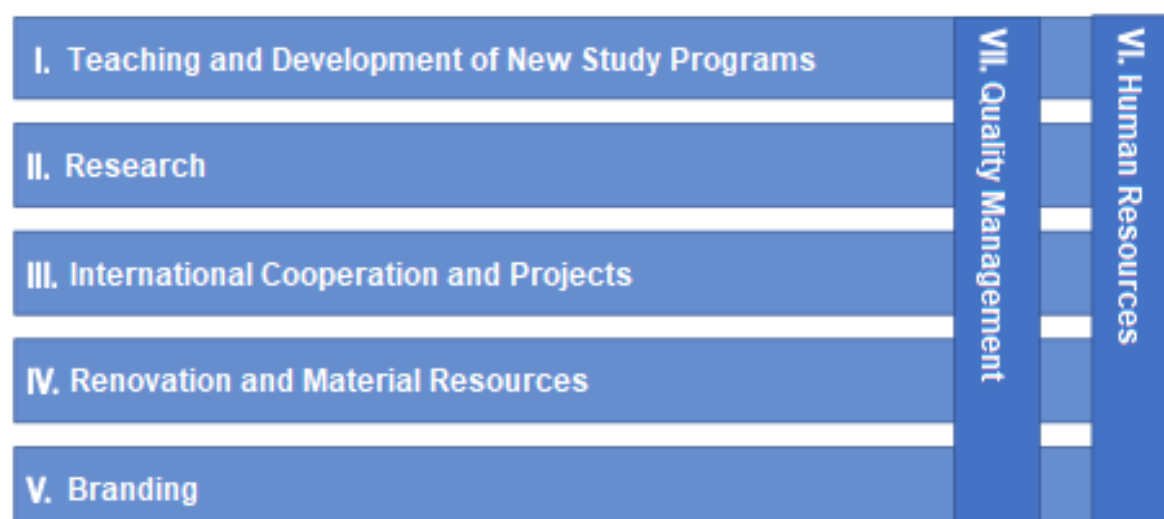 I. Teaching and Development of New Study Programs
II. Research
III. International Cooperation and Projects
IV. Renovation and Material Resources
V. Branding
VII. Quality Management
VI. Human Resources